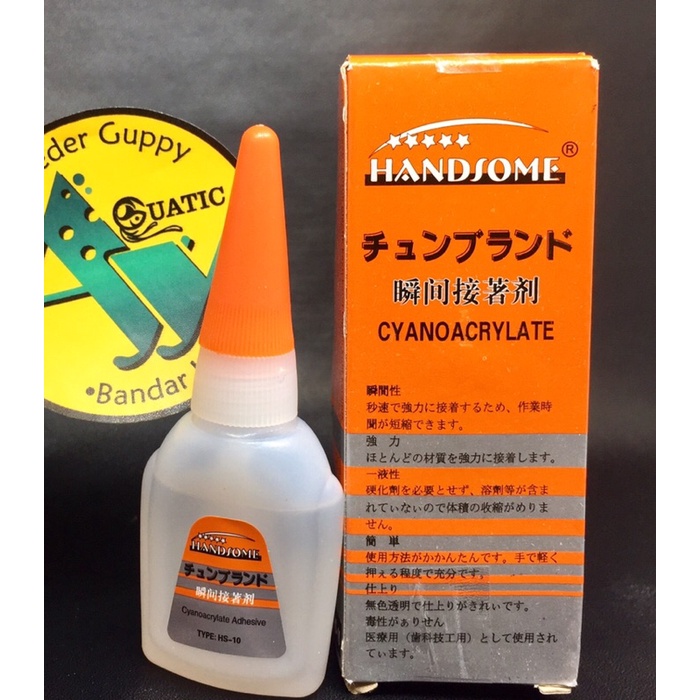 eder Guppy
QUATIC
•Bandar
HANDSOME
チュンブランド
瞬间接著剂
Cyanoacrylate Adhesive
TYPE: HS-10
HANDSOME®
チュンブランド
瞬间接著剂
CYANOACRYLATE
瞬間性
秒速で強力に接着するため、作業時
間が短縮できます。
強 力
ほとんどの材質を強力に接着します。
一液性
硬化劑を必要とせず、溶劑等が含ま
れていなぃので体積の収縮がめりま
せん。
簡 単
使用方法がかかんたんです。手で軽く
押ぇる程度で充分です。
仕上り
無色透明で仕上りがきれぃです。
毒性がぁりせん
医療用（歯科技工用）として使用され
てぃます。